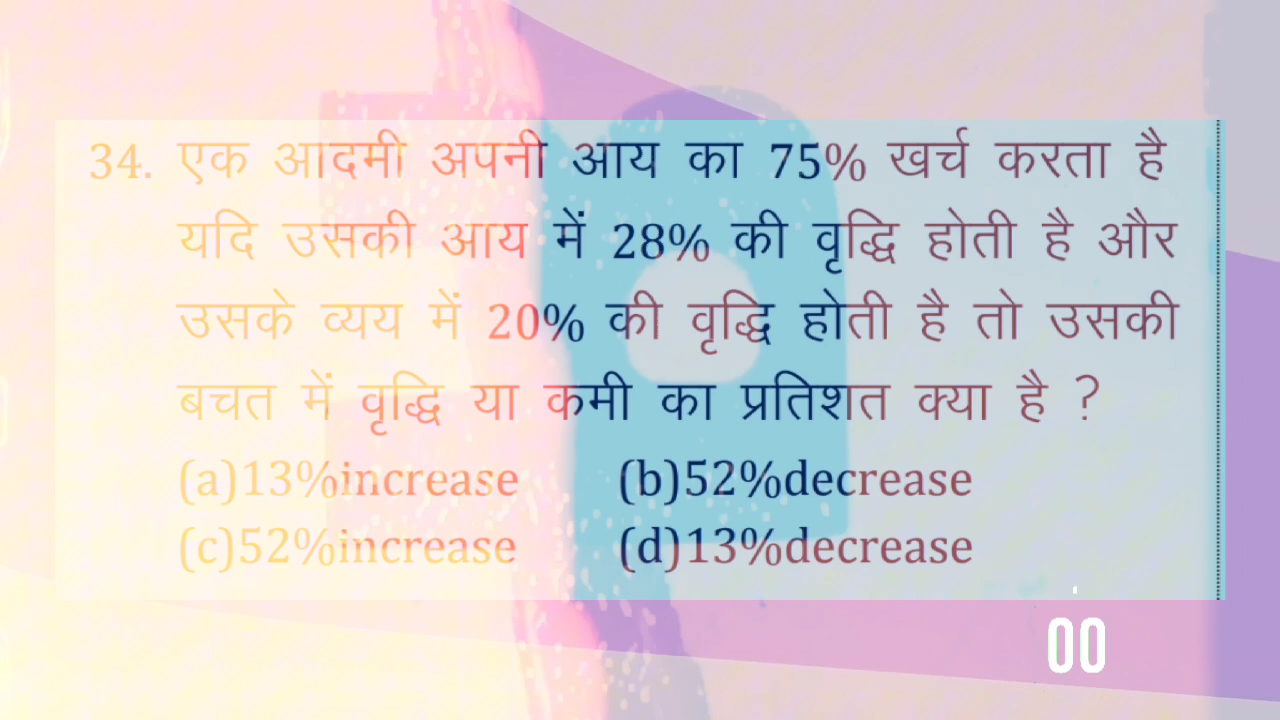 34. एक आदमी अपनी आय का 75% खर्च करता है
यदि उसकी आय में 28% की वृद्धि होती है और
उसके व्यय में 20% की वृद्धि होती है तो उसकी
बचत में वृद्धि या कमी का प्रतिशत क्या है ?
(a)13%increase (b)52%decrease
(c)52%increase (d)13%decrease
00